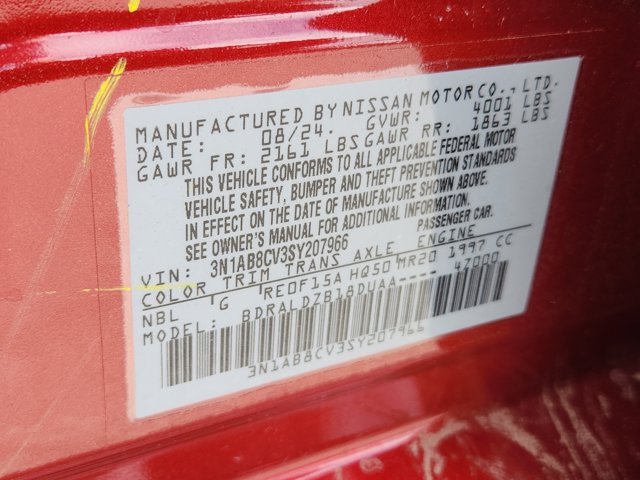 MANUFACTURED BY NISSAN MOTOR CO., LTD.
DATE: 08/24. GVWR: 4001 LBS
GAWR FR: 2161 LBS GAWR RR: 1863 LBS
THIS VEHICLE CONFORMS TO ALL APPLICABLE FEDERAL MOTOR
VEHICLE SAFETY, BUMPER AND THEFT PREVENTION STANDARDS
IN EFFECT ON THE DATE OF MANUFACTURE SHOWN ABOVE.
SEE OWNER'S MANUAL FOR ADDITIONAL INFORMATION.
VIN: 3N1AB8CV3SY207966 PASSENGER CAR.
COLOR TRIM TRANS AXLE ENGINE
NBL G RE0F15A HQ50 MR20 1997 CC
MODEL: BDRALDZB18DUAA-- 47000
3N1AB8CV3SY207966